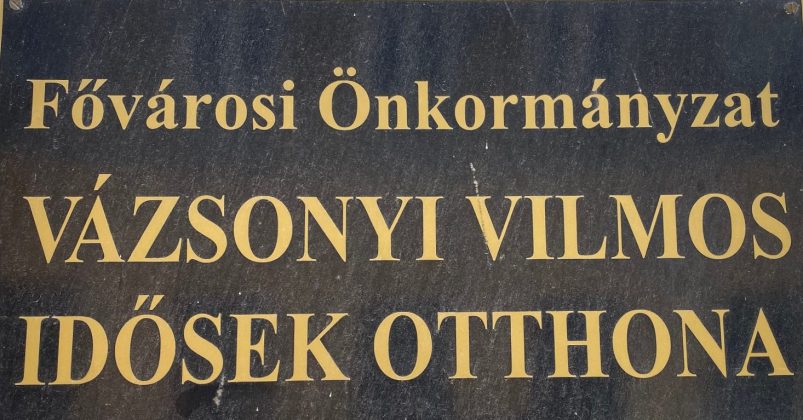 Fővárosi Önkormányzat
VÁZSONYI VILMOS
IDŐSEK OTTHONA